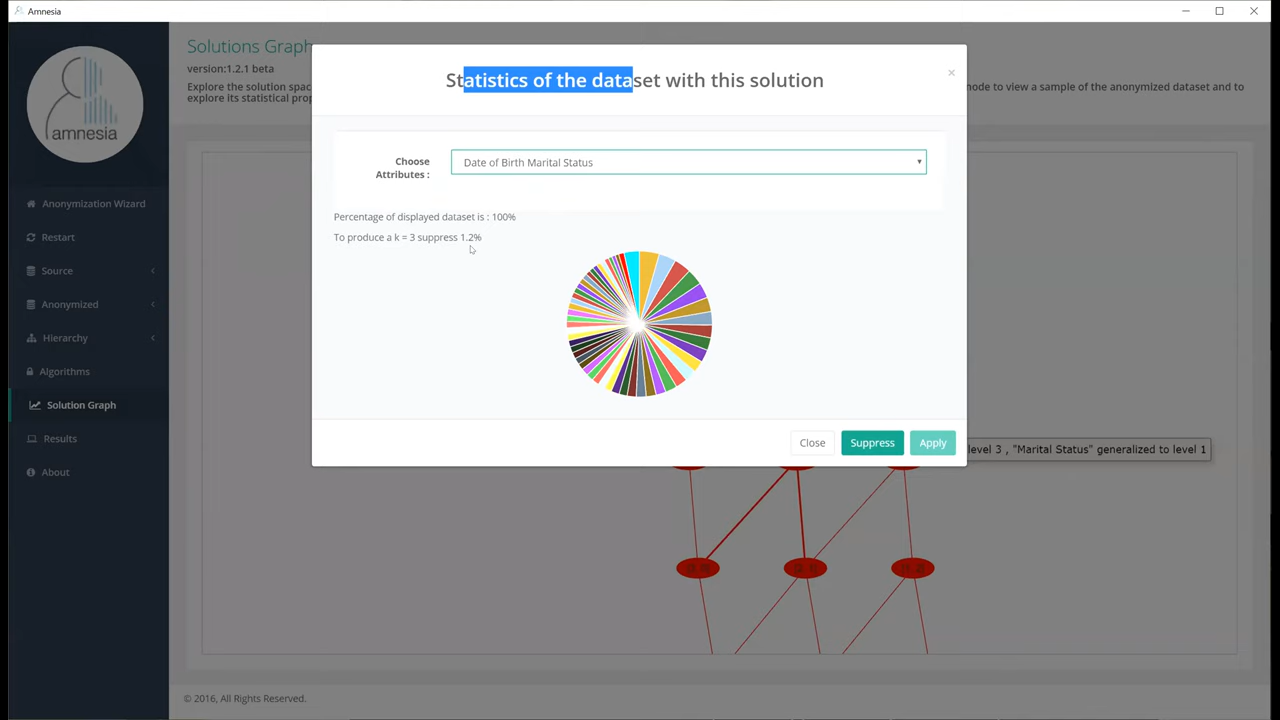 Amnesia
Solutions Graph
version:1.2.1 beta
Explore the solution spac
node to view a sample of the anonymized dataset and to
explore its statistical prop
amnesia
Anonymization Wizard
Restart
Source
Anonymized
Hierarchy
Algorithms
Solution Graph
Results
About
Statistics of the dataset with this solution
×
Choose
Attributes :
Date of Birth Marital Status
Percentage of displayed dataset is : 100%
To produce a k = 3 suppress 1.2%
Close
Suppress
Apply
level 3 , "Marital Status" generalized to level 1
© 2016, All Rights Reserved.